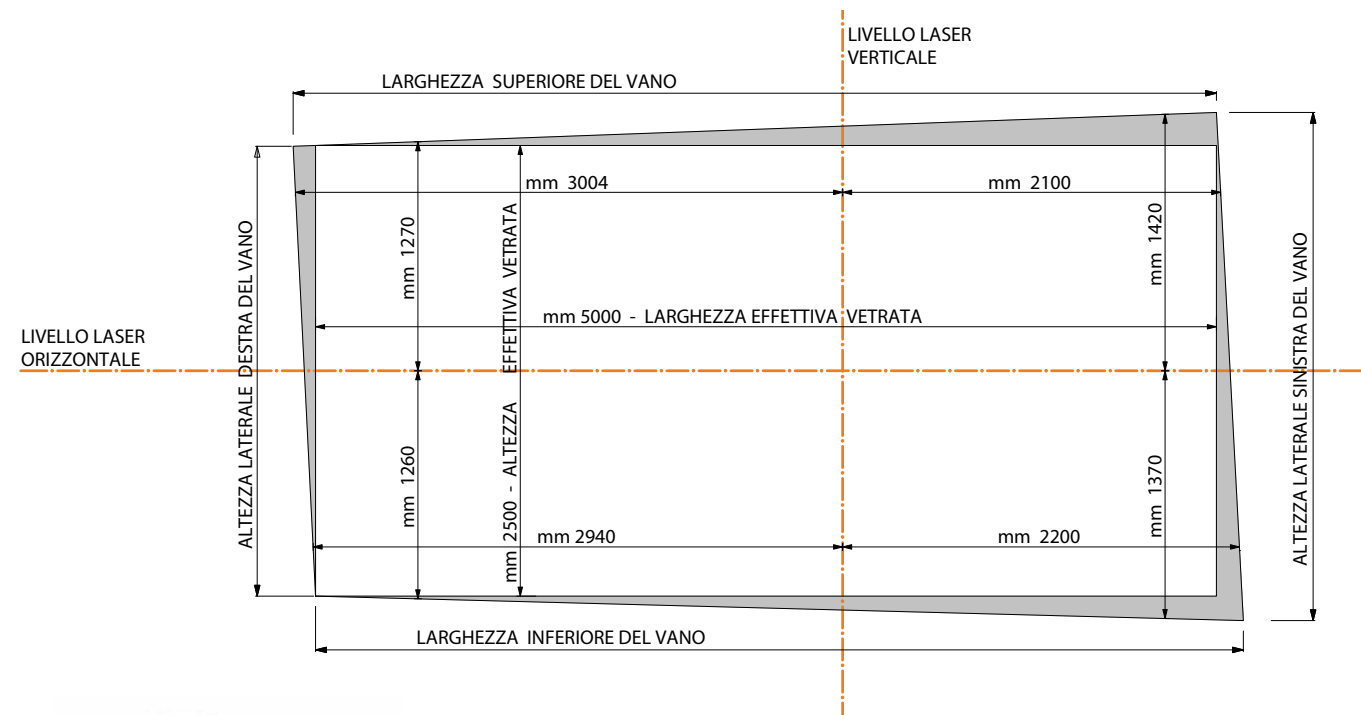 LIVELLO LASER
VERTICALE
LARGHEZZA  SUPERIORE DEL VANO
mm  3004
mm  2100
mm  1270
mm  1420
ALTEZZA LATERALE DESTRA DEL VANO
mm  2500  -  ALTEZZA     EFFETTIVA  VETRATA
mm 5000  -  LARGHEZZA EFFETTIVA  VETRATA
ALTEZZA LATERALE SINISTRA DEL VANO
LIVELLO LASER
ORIZZONTALE
mm  1260
mm  1370
mm 2940
mm  2200
LARGHEZZA  INFERIORE DEL VANO